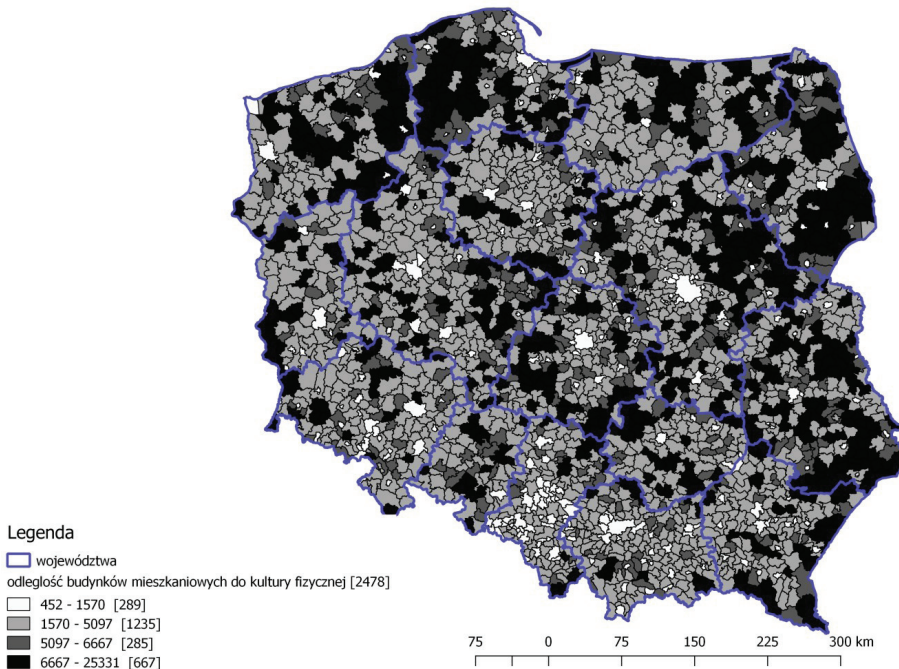 Legenda
województwa
odległość budynków mieszkaniowych do kultury fizycznej [2478]
452 - 1570 [289]
1570 - 5097 [1235]
5097 - 6667 [285]
6667 - 25331 [667]
75 0 75 150 225 300 km